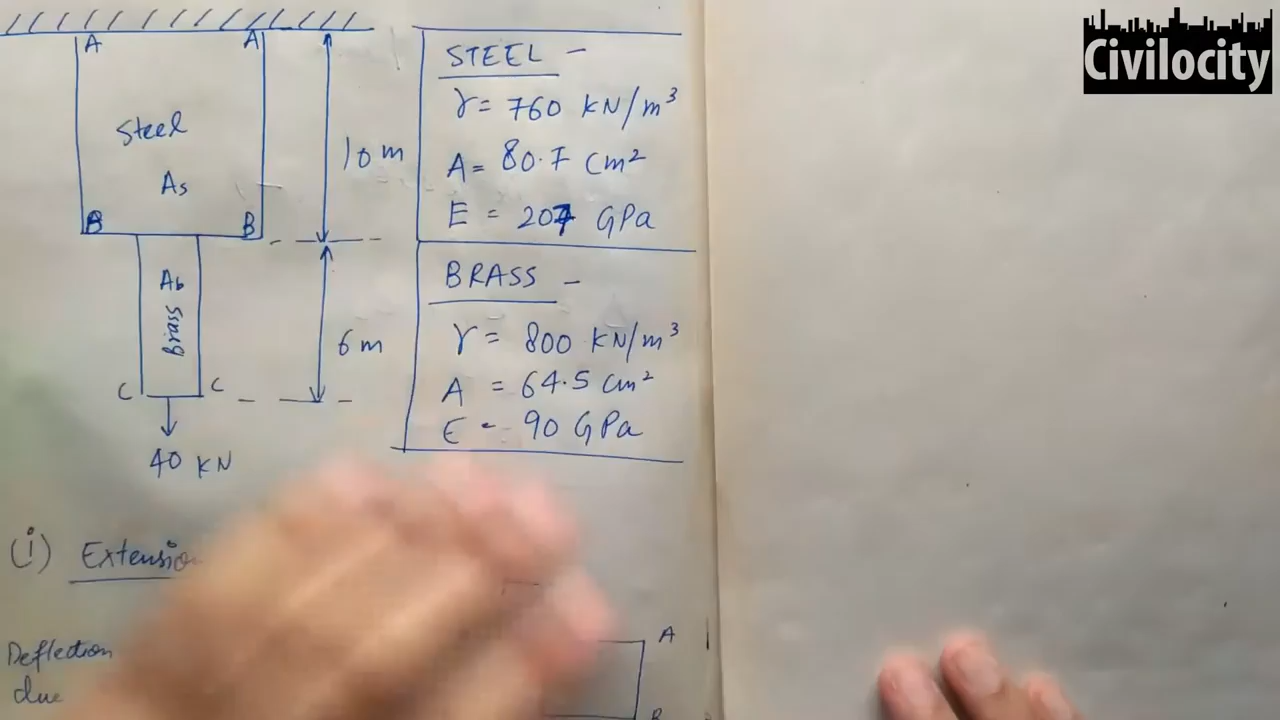 Civilocity
A A
Steel
As
B B
10 m
Ab
Brass
6 m
C C
40 KN
STEEL -
γ = 760 KN/m³
A = 80.7 cm²
E = 207 GPa
BRASS -
γ = 800 KN/m³
A = 64.5 cm²
E = 90 GPa
(i) Extension
Deflection
due
A
B